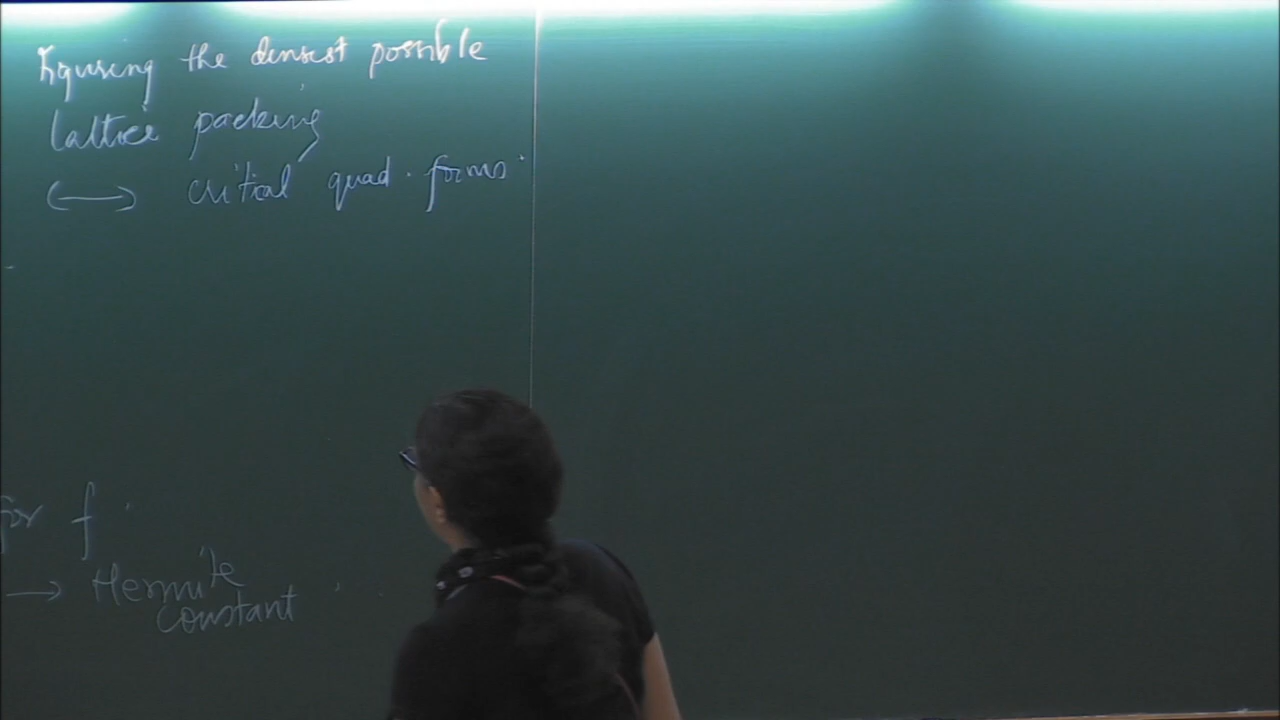 Figuring the densest possible
lattice packing
⟷ critical quad. forms.
for f.
→ Hermite
constant.